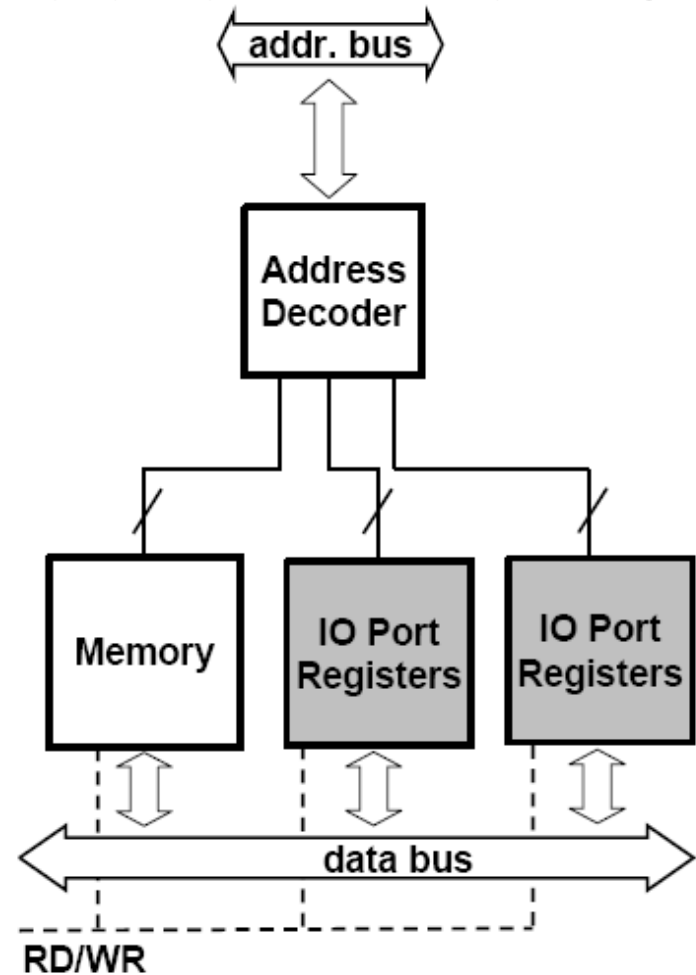 addr. bus
Address
Decoder
Memory
IO Port
Registers
IO Port
Registers
data bus
RD/WR